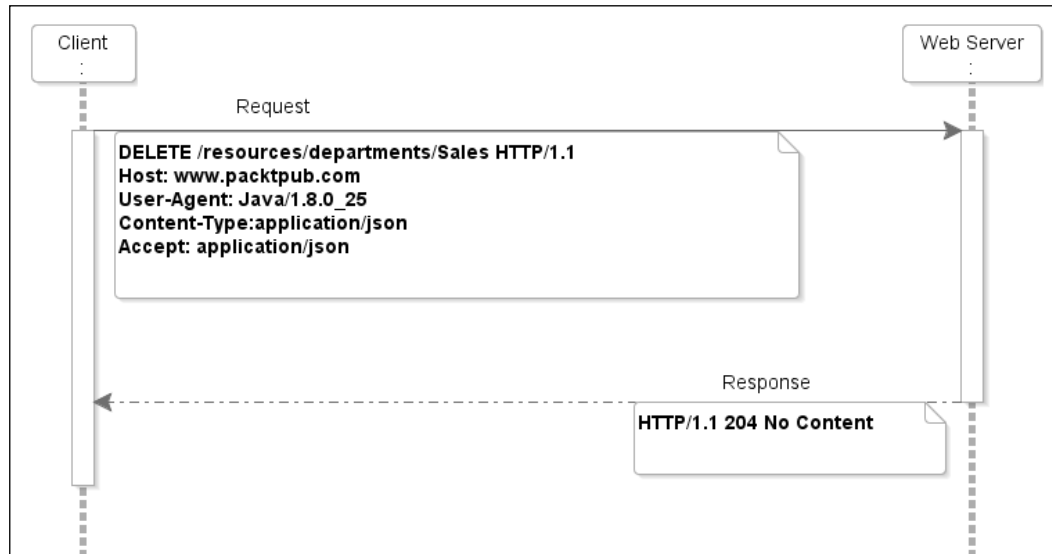 Client
:
Web Server
:
Request
DELETE /resources/departments/Sales HTTP/1.1
Host: www.packtpub.com
User-Agent: Java/1.8.0_25
Content-Type:application/json
Accept: application/json
Response
HTTP/1.1 204 No Content